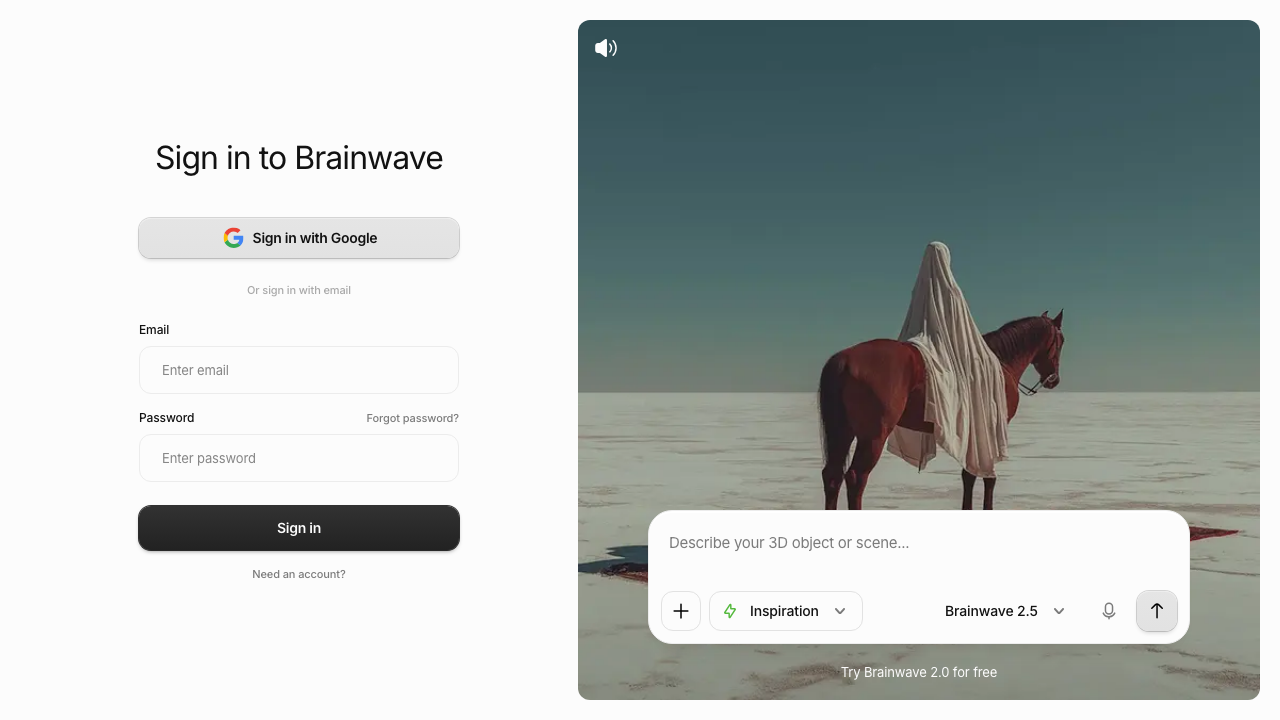 Sign in to Brainwave
Sign in with Google
Or sign in with email
Email
Enter email
Password
Forgot password?
Enter password
Sign in
Need an account?
Describe your 3D object or scene...
Inspiration
Brainwave 2.5
Try Brainwave 2.0 for free